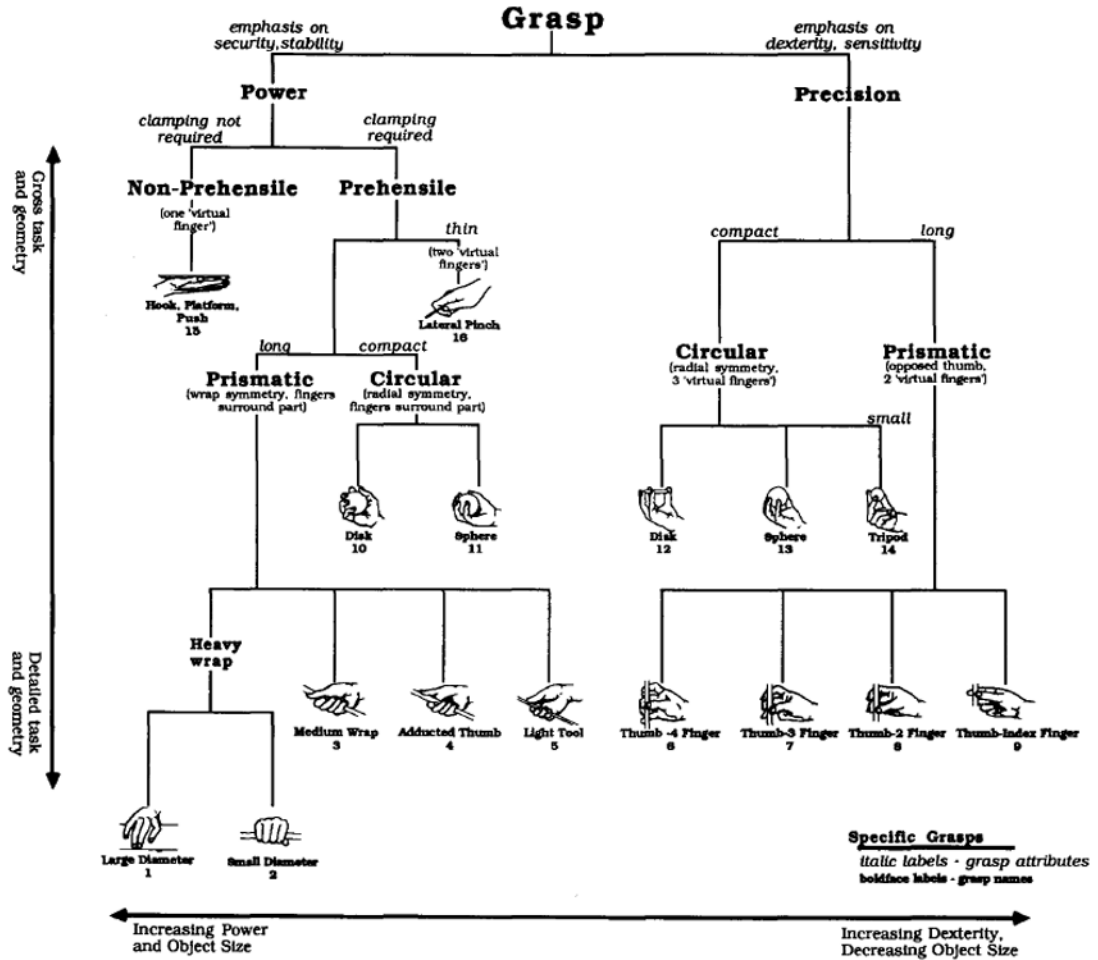 Grasp
emphasis on
security,stability
emphasis on
dexterity, sensitivity
Power
Precision
clamping not
required
clamping
required
Non-Prehensile
(one 'virtual
finger')
Prehensile
thin
(two 'virtual
fingers')
compact
long
Gross task
and geometry
Hook, Platform,
Push
15
Lateral Pinch
16
long
compact
Prismatic
(wrap symmetry, fingers
surround part)
Circular
(radial symmetry,
fingers surround part)
Circular
(radial symmetry,
3 'virtual fingers')
Prismatic
(opposed thumb,
2 'virtual fingers')
small
Disk
10
Sphere
11
Disk
12
Sphere
13
Tripod
14
Heavy
wrap
Detailed task
and geometry
Medium Wrap
3
Adducted Thumb
4
Light Tool
5
Thumb -4 Finger
6
Thumb-3 Finger
7
Thumb-2 Finger
8
Thumb-Index Finger
9
Large Diameter
1
Small Diameter
2
Specific Grasps
italic labels - grasp attributes
boldface labels - grasp names
Increasing Power
and Object Size
Increasing Dexterity,
Decreasing Object Size